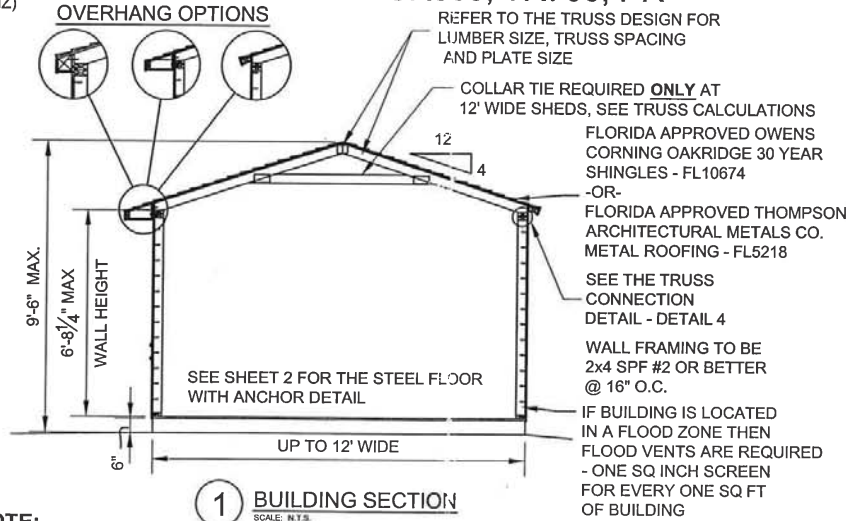 OVERHANG OPTIONS
REFER TO THE TRUSS DESIGN FOR
LUMBER SIZE, TRUSS SPACING
AND PLATE SIZE
COLLAR TIE REQUIRED ONLY AT
12' WIDE SHEDS, SEE TRUSS CALCULATIONS
12
4
FLORIDA APPROVED OWENS
CORNING OAKRIDGE 30 YEAR
SHINGLES - FL10674
-OR-
FLORIDA APPROVED THOMPSON
ARCHITECTURAL METALS CO.
METAL ROOFING - FL5218
SEE THE TRUSS
CONNECTION
DETAIL - DETAIL 4
WALL FRAMING TO BE
2x4 SPF #2 OR BETTER
@ 16" O.C.
IF BUILDING IS LOCATED
IN A FLOOD ZONE THEN
FLOOD VENTS ARE REQUIRED
- ONE SQ INCH SCREEN
FOR EVERY ONE SQ FT
OF BUILDING
9'-6" MAX.
6'-8 1/4" MAX
WALL HEIGHT
6"
SEE SHEET 2 FOR THE STEEL FLOOR
WITH ANCHOR DETAIL
UP TO 12' WIDE
1 BUILDING SECTION
SCALE: N.T.S.